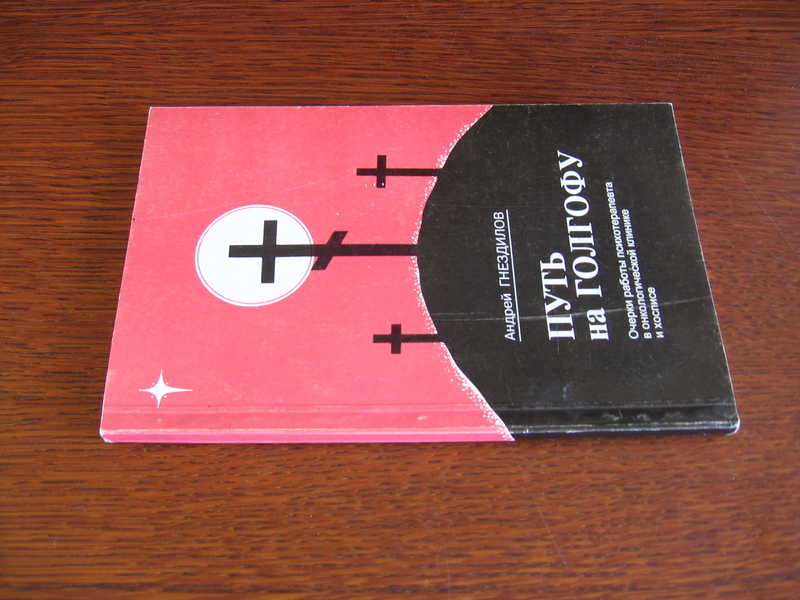 Андрей ГНЕЗДИЛОВ
ПУТЬ
на ГОЛГОФУ
Очерки работы психотерапевта
в онкологической клинике
и хосписе